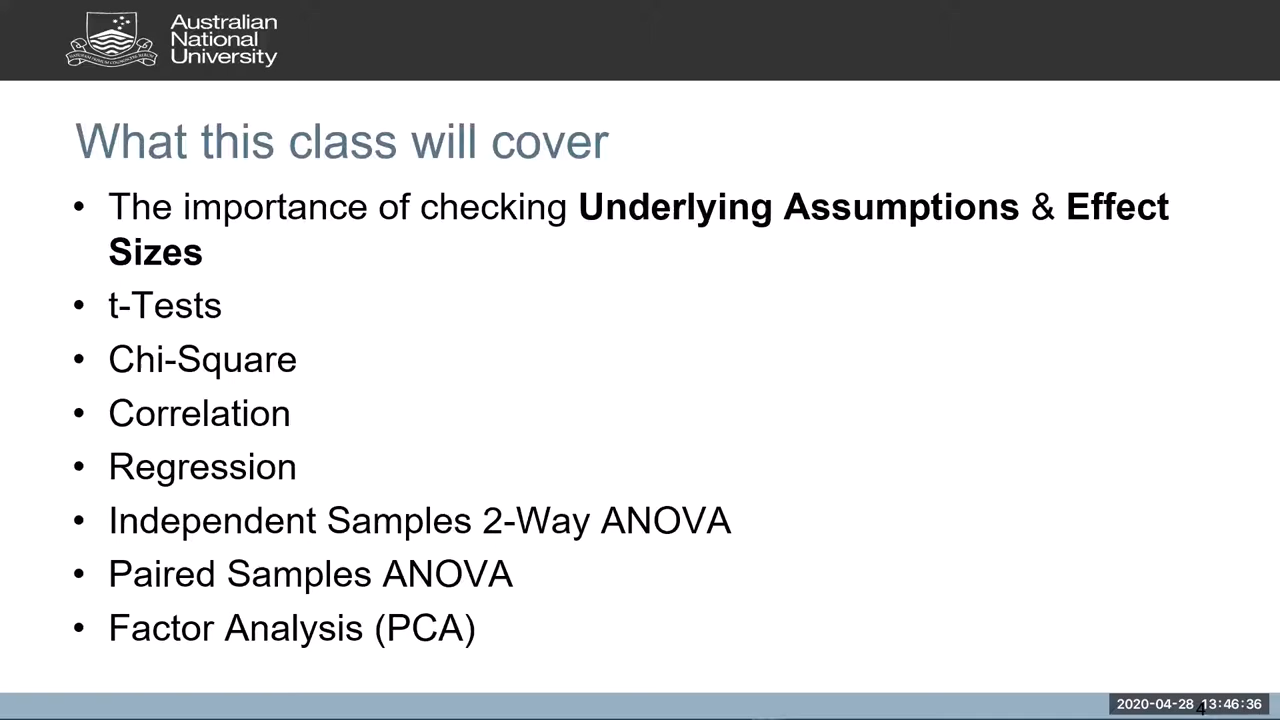 Australian
National
University
What this class will cover
• The importance of checking Underlying Assumptions & Effect
Sizes
• t-Tests
• Chi-Square
• Correlation
• Regression
• Independent Samples 2-Way ANOVA
• Paired Samples ANOVA
• Factor Analysis (PCA)
2020-04-28 13:46:36
4